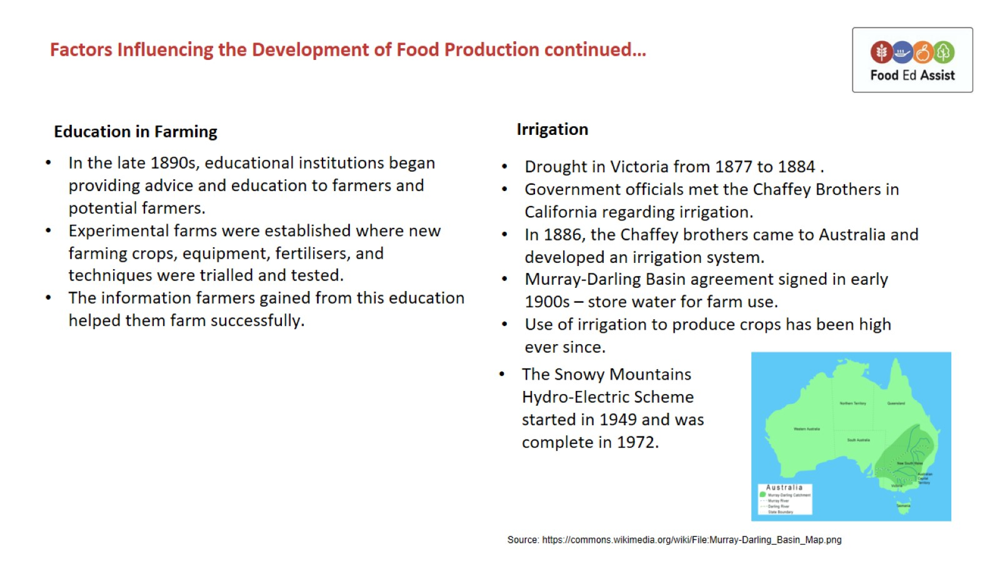 Factors Influencing the Development of Food Production continued...
Food Ed Assist
Education in Farming
• In the late 1890s, educational institutions began
providing advice and education to farmers and
potential farmers.
• Experimental farms were established where new
farming crops, equipment, fertilisers, and
techniques were trialled and tested.
• The information farmers gained from this education
helped them farm successfully.
Irrigation
• Drought in Victoria from 1877 to 1884 .
• Government officials met the Chaffey Brothers in
California regarding irrigation.
• In 1886, the Chaffey brothers came to Australia and
developed an irrigation system.
• Murray-Darling Basin agreement signed in early
1900s – store water for farm use.
• Use of irrigation to produce crops has been high
ever since.
• The Snowy Mountains
Hydro-Electric Scheme
started in 1949 and was
complete in 1972.
Northern Territory
Queensland
Western Australia
South Australia
New South Wales
Australian
Capital
Territory
Victoria
Tasmania
Australia
Murray-Darling Catchment
Murray River
Darling River
State Boundary
Source: https://commons.wikimedia.org/wiki/File:Murray-Darling_Basin_Map.png